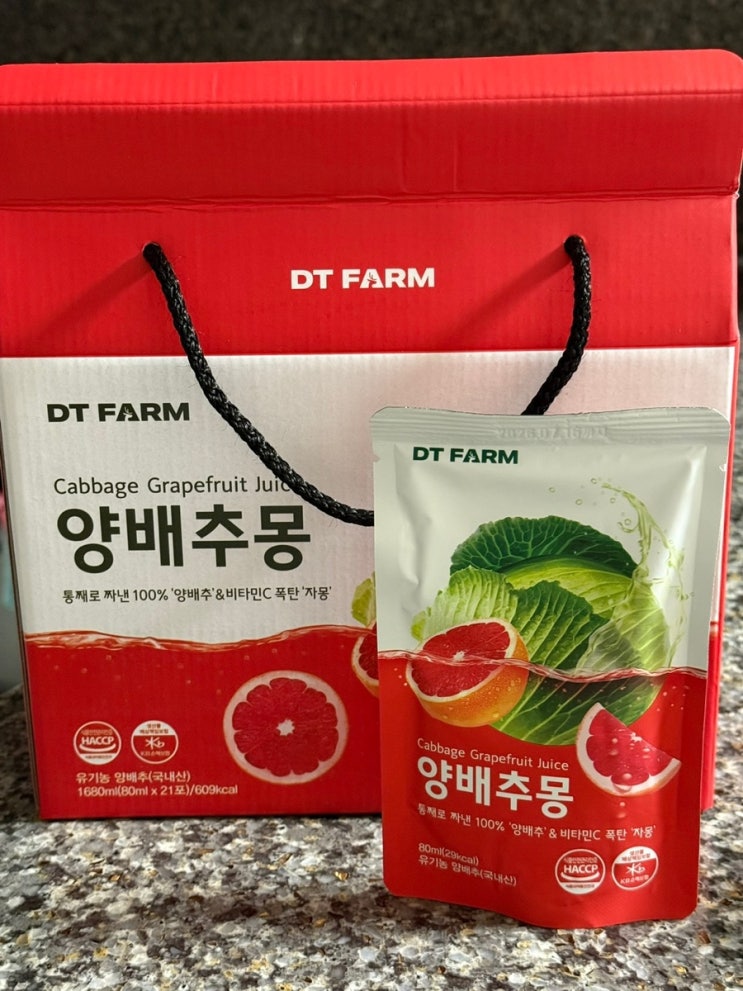 DT FARM
DT FARM
Cabbage Grapefruit
양배추몽
통째로 짜낸 100% '양배추'&비타민C 폭탄 '자몽'
HACCP
유기농 양배추(국내산)
1680ml(80ml x 21포)/609kcal
DT FARM
Cabbage Grapefruit Juice
양배추몽
통째로 짜낸 100% '양배추' & 비타민C 폭탄 '자몽'
80ml(29kcal)
유기농 양배추(국내산)
HACCP